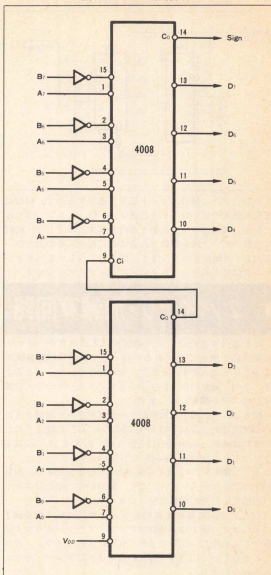 Co 14 Sign
B₇ 15
A₇ 1
13 D₇
B₆ 2
A₆ 3
12 D₆
4008
B₅ 4
A₅ 5
11 D₅
B₄ 6
A₄ 7
10 D₄
9 Ci
Co 14
B₃ 15
A₃ 1
13 D₃
B₂ 2
A₂ 3
12 D₂
4008
B₁ 4
A₁ 5
11 D₁
B₀ 6
A₀ 7
10 D₀
VDD 9